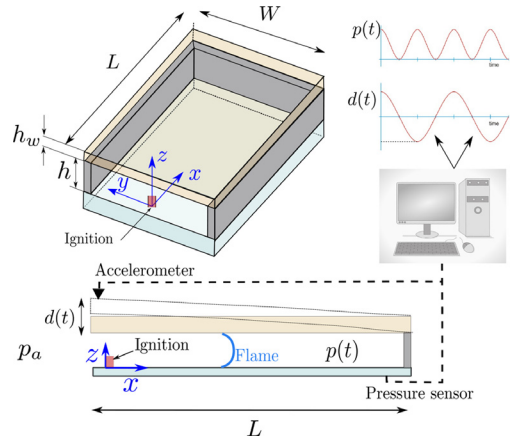 W
p(t)
time
L
d(t)
time
h_w
h
z
x
y
Ignition
Accelerometer
d(t)
p_a
z
Ignition
Flame
p(t)
x
Pressure sensor
L